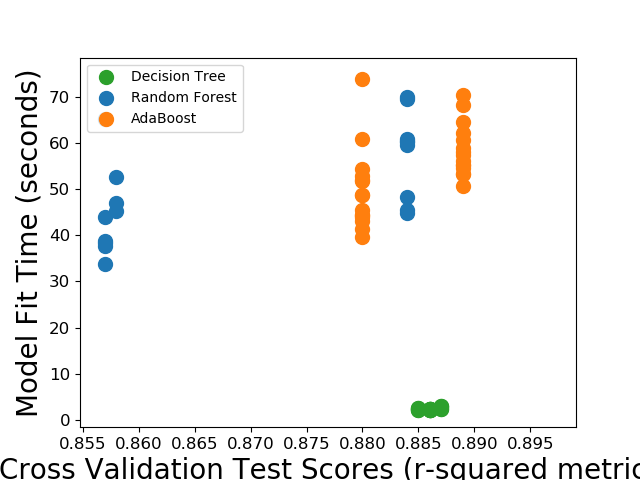 Decision Tree
Random Forest
AdaBoost
Model Fit Time (seconds)
70
60
50
40
30
20
10
0
0.855 0.860 0.865 0.870 0.875 0.880 0.885 0.890 0.895
Cross Validation Test Scores (r-squared metric